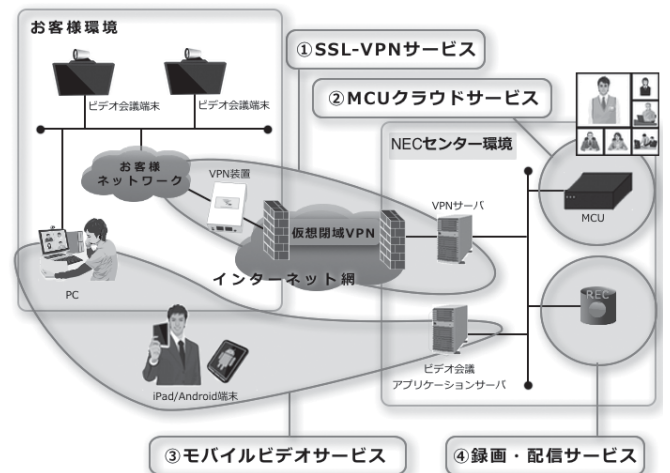 お客様環境
①SSL-VPNサービス
ビデオ会議端末
ビデオ会議端末
②MCUクラウドサービス
NECセンター環境
お客様
ネットワーク
VPN装置
VPNサーバ
MCU
仮想閉域VPN
インターネット網
PC
REC
iPad/Android端末
ビデオ会議
アプリケーションサーバ
③モバイルビデオサービス
④録画・配信サービス